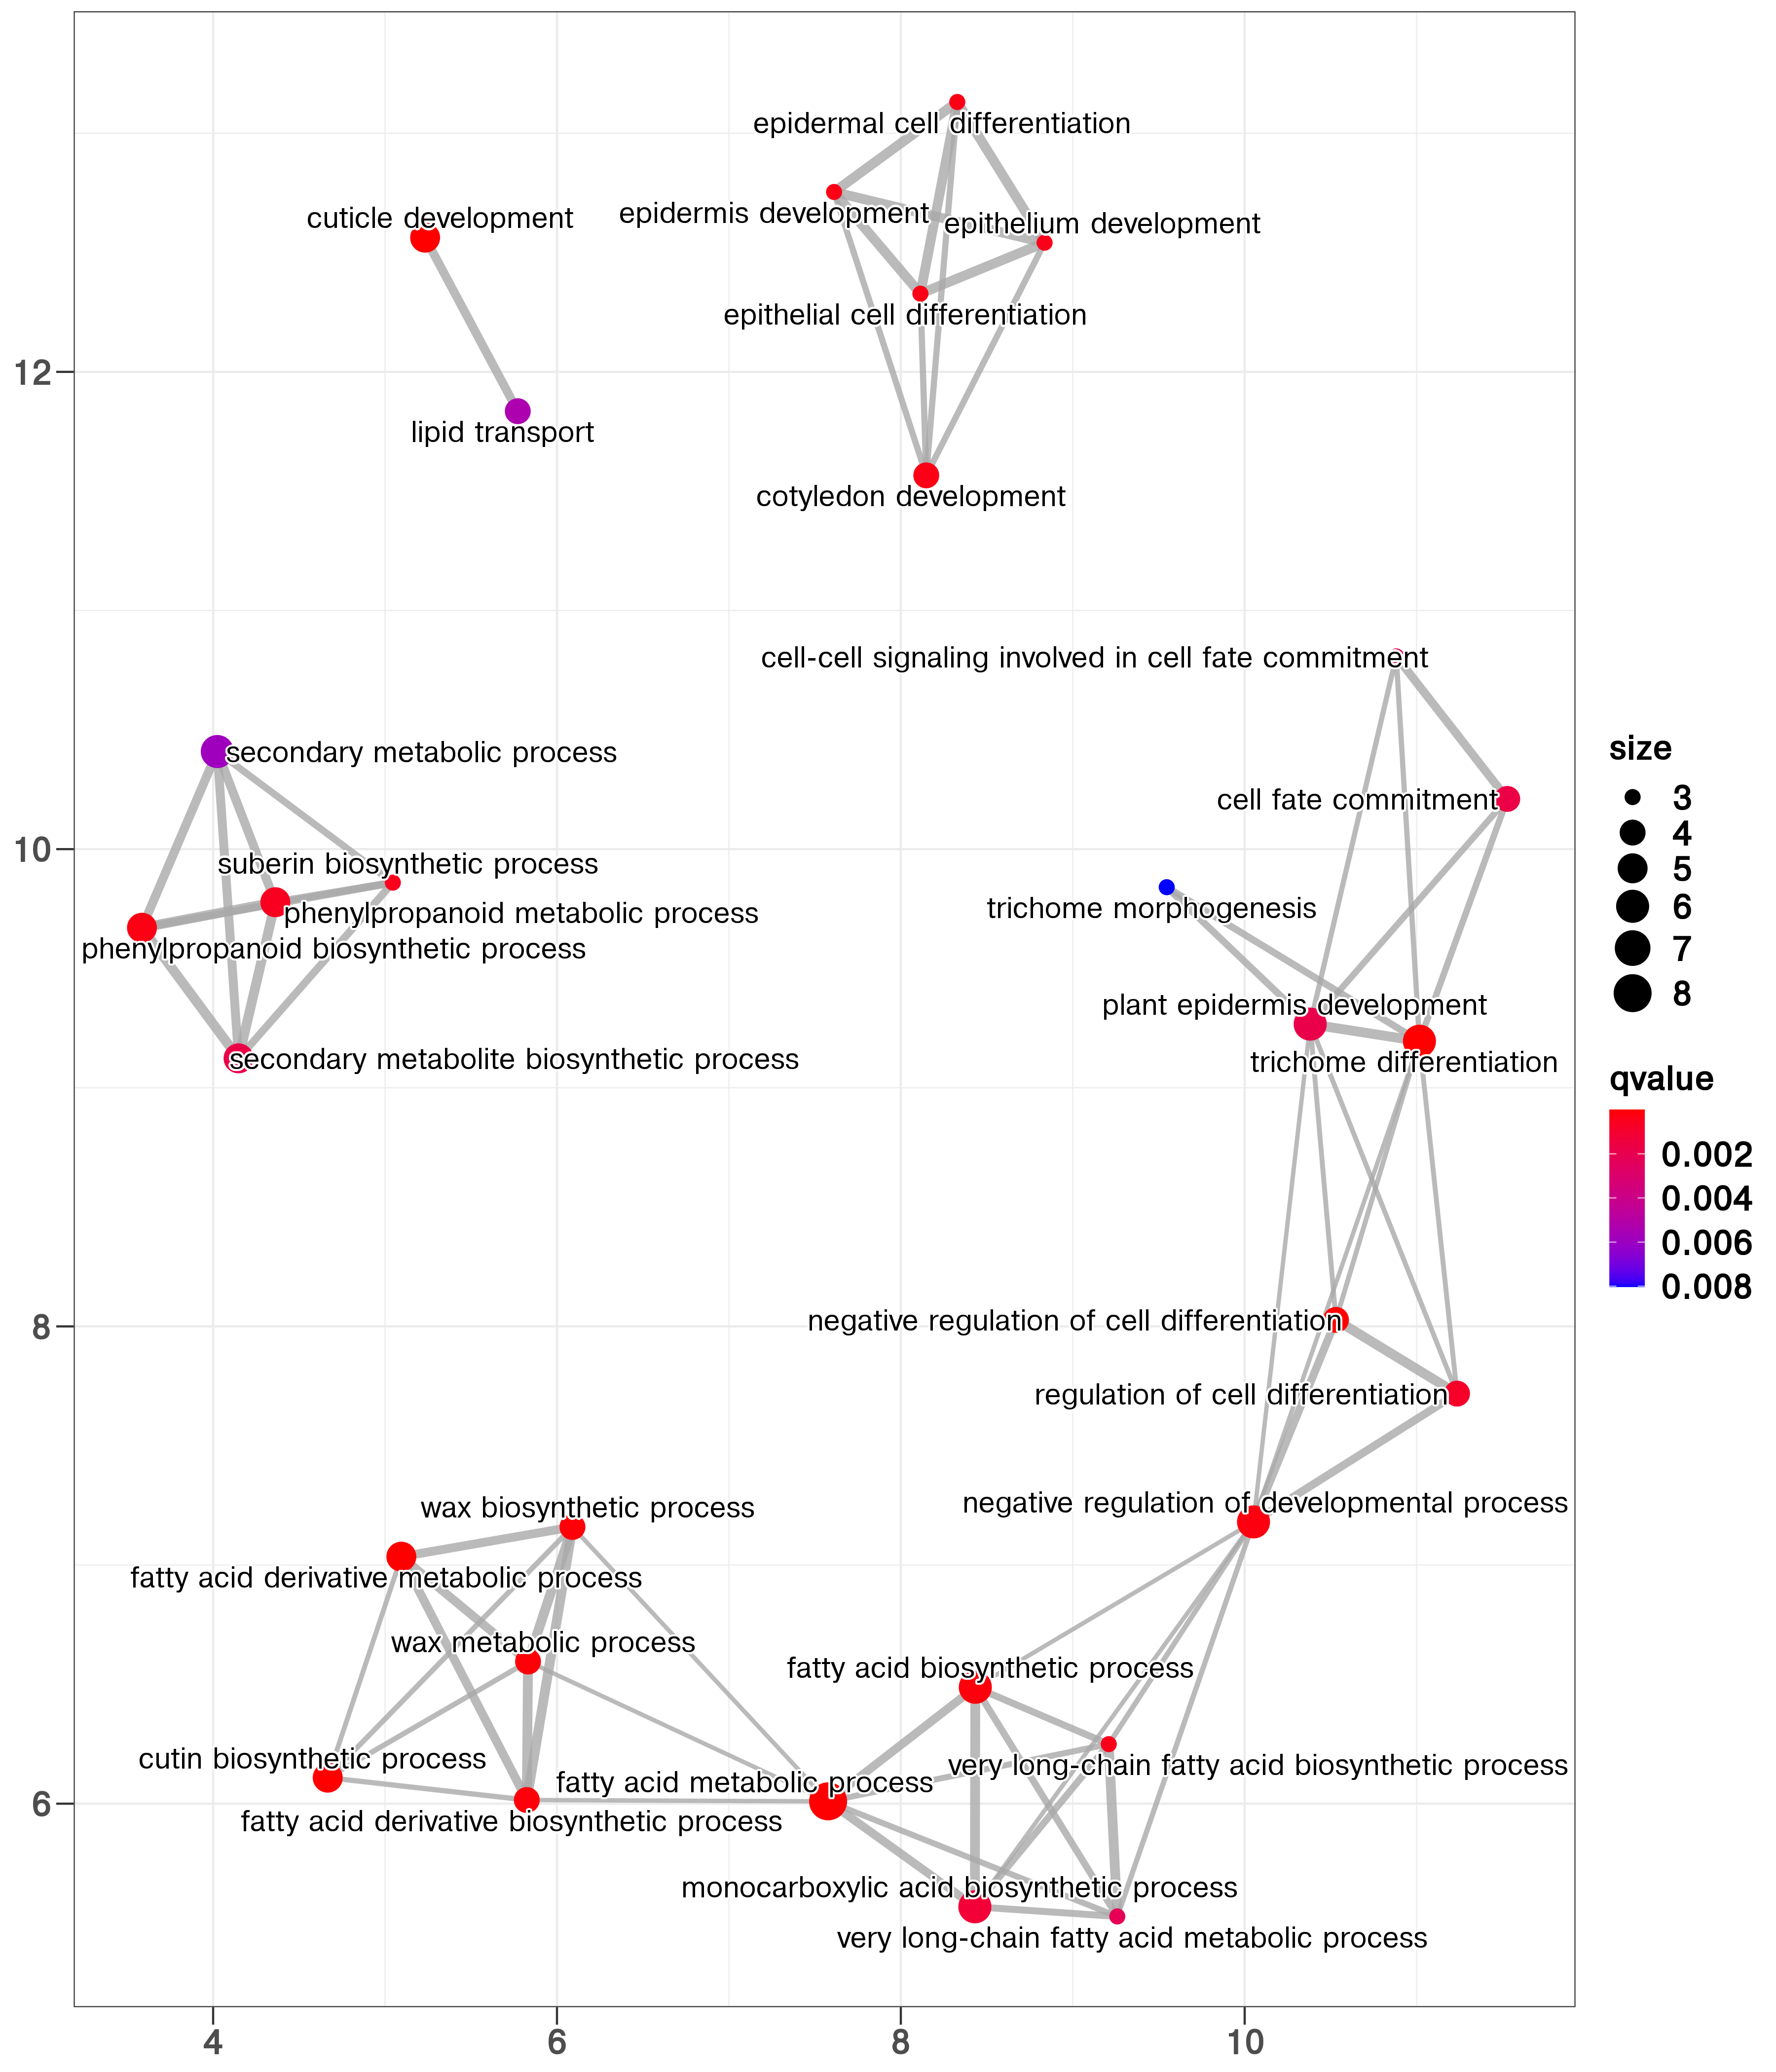 epidermal cell differentiation
epidermis development
cuticle development
epithelium development
epithelial cell differentiation
12
lipid transport
cotyledon development
cell-cell signaling involved in cell fate commitment
secondary metabolic process
size
3
cell fate commitment
4
10
suberin biosynthetic process
5
6
phenylpropanoid metabolic process
trichome morphogenesis
phenylpropanoid biosynthetic process
7
8
plant epidermis development
secondary metabolite biosynthetic process
trichome differentiation
qvalue
0.002
0.004
0.006
0.008
8
negative regulation of cell differentiation
regulation of cell differentiation
negative regulation of developmental process
wax biosynthetic process
fatty acid derivative metabolic process
wax metabolic process
fatty acid biosynthetic process
cutin biosynthetic process
very long-chain fatty acid biosynthetic process
fatty acid metabolic process
6
fatty acid derivative biosynthetic process
monocarboxylic acid biosynthetic process
very long-chain fatty acid metabolic process
4
6
8
10